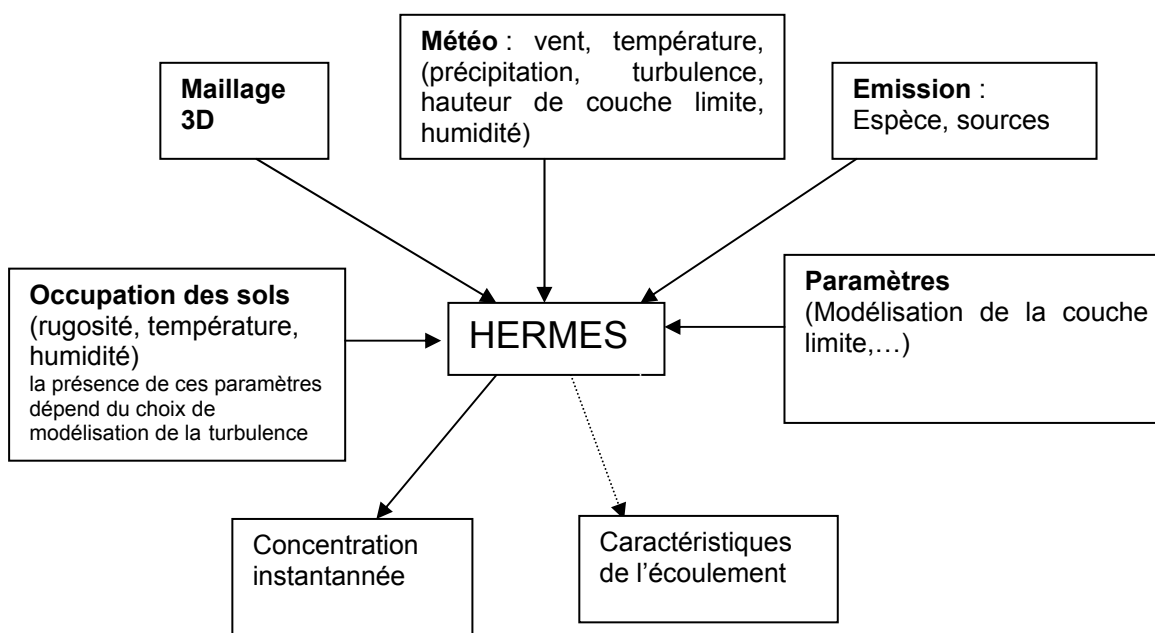 Météo : vent, température,
(précipitation, turbulence,
hauteur de couche limite,
humidité)
Maillage
3D
Emission :
Espèce, sources
Occupation des sols
(rugosité, température,
humidité)
la présence de ces paramètres
dépend du choix de
modélisation de la turbulence
HERMES
Paramètres
(Modélisation de la couche
limite,…)
Concentration
instantannée
Caractéristiques
de l’écoulement